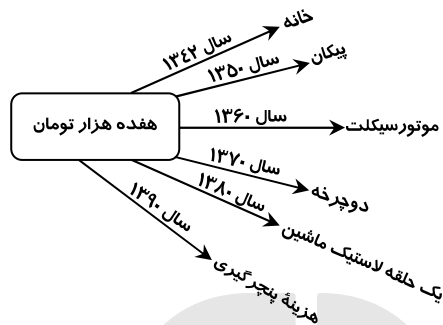 هفده هزار تومان
سال ۱۳۴۲
خانه
سال ۱۳۵۰
پیکان
سال ۱۳۶۰
موتورسیکلت
سال ۱۳۷۰
دوچرخه
سال ۱۳۸۰
یک حلقه لاستیک ماشین
سال ۱۳۹۰
هزینهٔ پنچرگیری